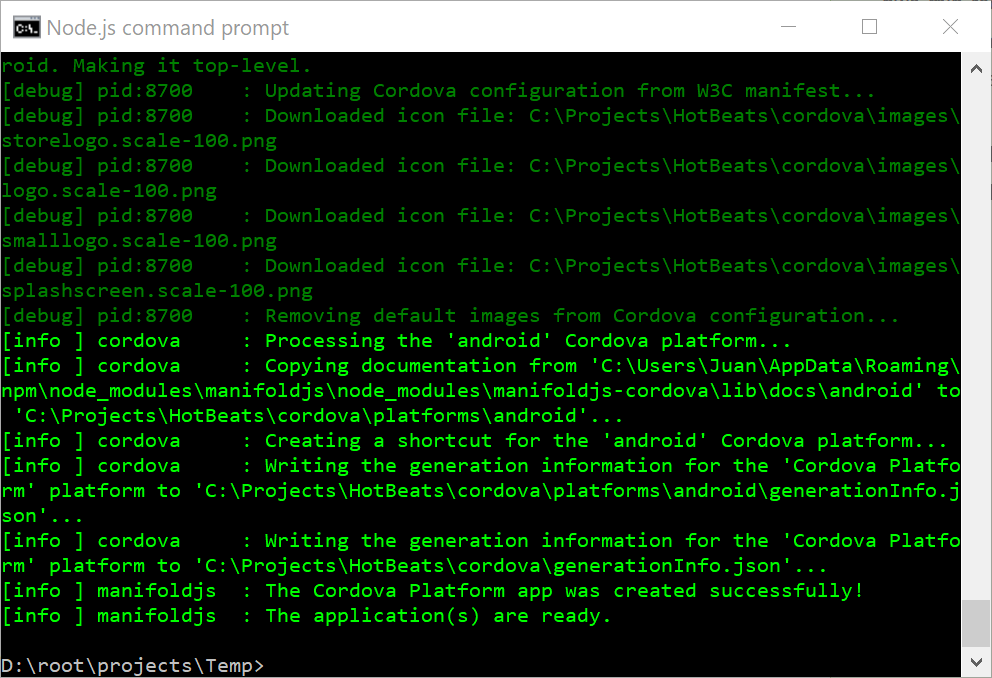 Node.js command prompt
roid. Making it top-level.
[debug] pid:8700    : Updating Cordova configuration from W3C manifest...
[debug] pid:8700    : Downloaded icon file: C:\Projects\HotBeats\cordova\images\
storelogo.scale-100.png
[debug] pid:8700    : Downloaded icon file: C:\Projects\HotBeats\cordova\images\
logo.scale-100.png
[debug] pid:8700    : Downloaded icon file: C:\Projects\HotBeats\cordova\images\
smalllogo.scale-100.png
[debug] pid:8700    : Downloaded icon file: C:\Projects\HotBeats\cordova\images\
splashscreen.scale-100.png
[debug] pid:8700    : Removing default images from Cordova configuration...
[info ] cordova     : Processing the 'android' Cordova platform...
[info ] cordova     : Copying documentation from 'C:\Users\Juan\AppData\Roaming\
npm\node_modules\manifoldjs\node_modules\manifoldjs-cordova\lib\docs\android' to
 'C:\Projects\HotBeats\cordova\platforms\android'...
[info ] cordova     : Creating a shortcut for the 'android' Cordova platform...
[info ] cordova     : Writing the generation information for the 'Cordova Platfo
rm' platform to 'C:\Projects\HotBeats\cordova\platforms\android\generationInfo.j
son'...
[info ] cordova     : Writing the generation information for the 'Cordova Platfo
rm' platform to 'C:\Projects\HotBeats\cordova\generationInfo.json'...
[info ] manifoldjs  : The Cordova Platform app was created successfully!
[info ] manifoldjs  : The application(s) are ready.
D:\root\projects\Temp>